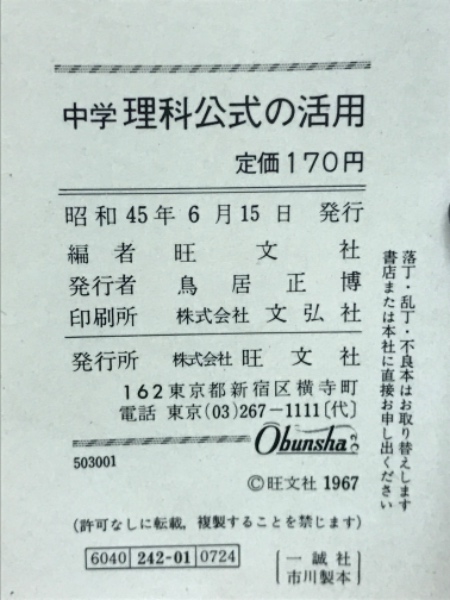 中学 理科公式の活用
定価170円
昭和45年6月15日 発行
編者 旺文社
発行者 鳥居正博
印刷所 株式会社 文弘社
発行所 株式会社 旺文社
162東京都新宿区横寺町
電話 東京(03)267-1111[代]
Obunsha
503001
©旺文社 1967
(許可なしに転載，複製することを禁じます)
6040 242-01 0724
一誠社
市川製本
落丁・乱丁・不良本はお取り替えします
書店または本社に直接お申し出ください